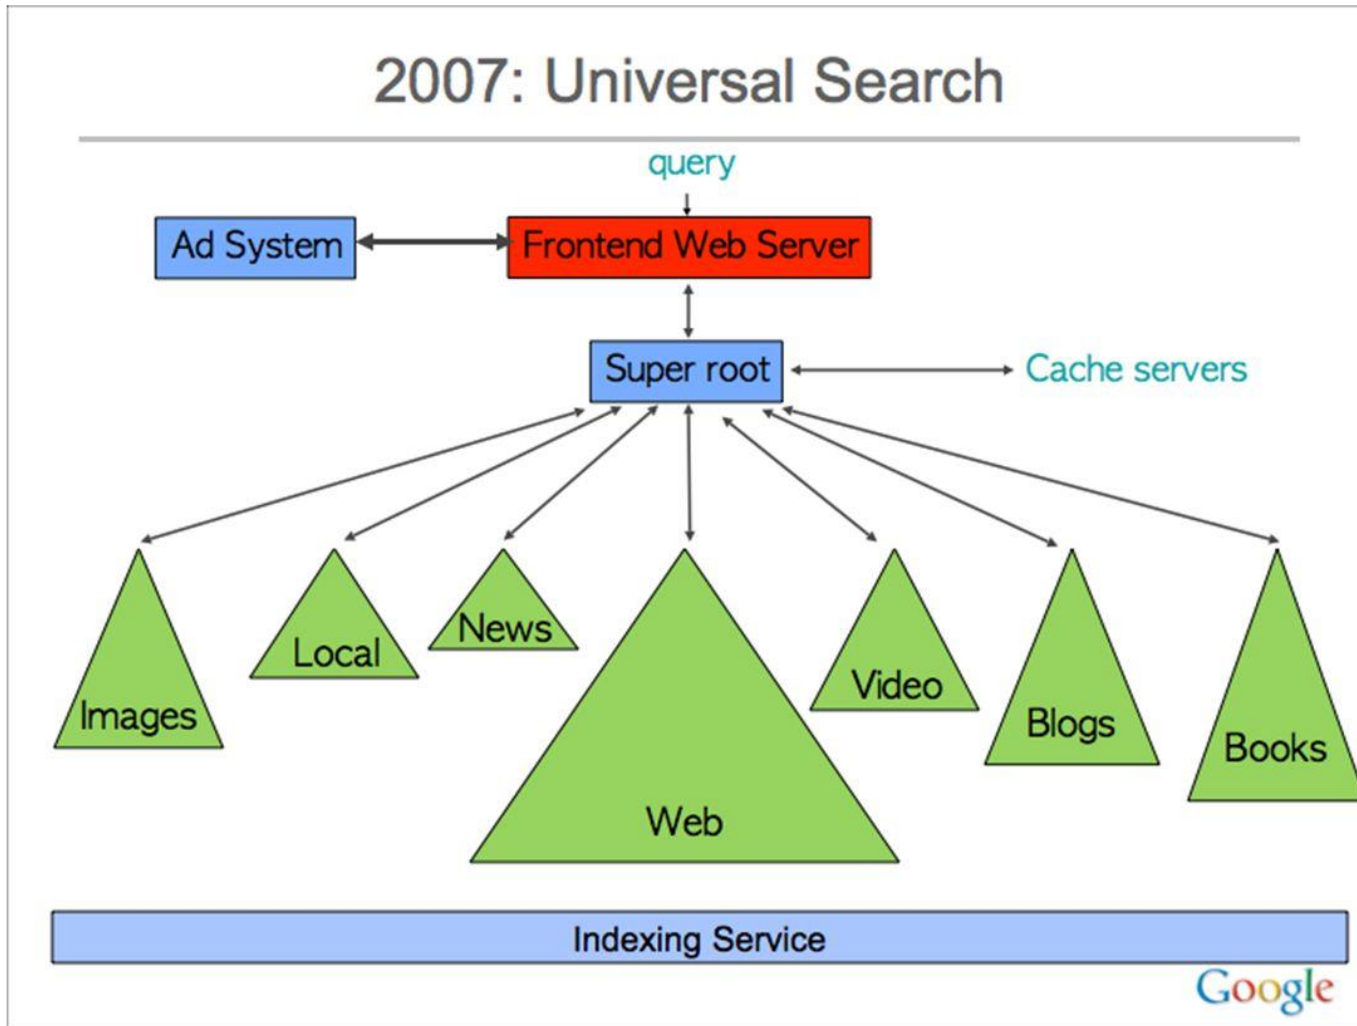 2007: Universal Search
query
Ad System
Frontend Web Server
Super root
Cache servers
Images
Local
News
Web
Video
Blogs
Books
Indexing Service
Google